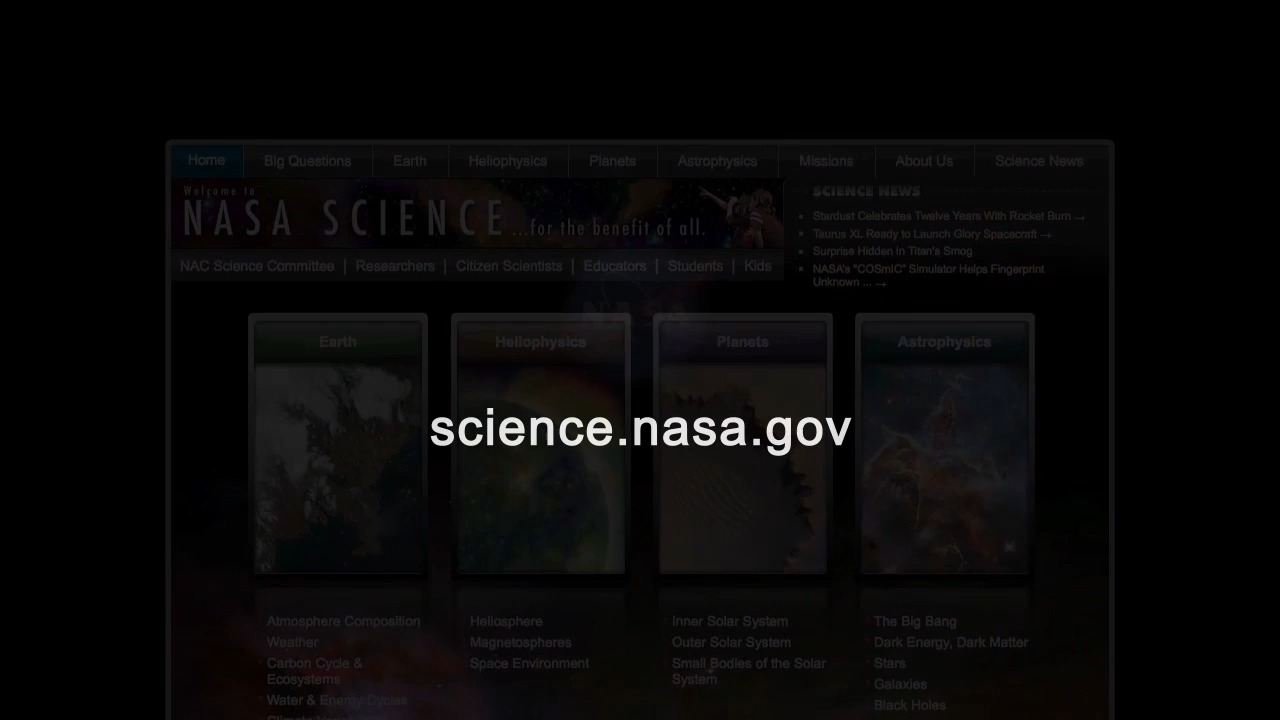 Home Big Questions Earth Heliophysics Planets Astrophysics Missions About Us Science News
Welcome to
NASA SCIENCE ...for the benefit of all.
SCIENCE NEWS
Stardust Celebrates Twelve Years With Rocket Burn →
Taurus XL Ready to Launch Glory Spacecraft →
Surprise Hidden in Titan's Smog
NASA's "COSmIC" Simulator Helps Fingerprint
Unknown ... →
NAC Science Committee | Researchers | Citizen Scientists | Educators | Students | Kids
Earth
Heliophysics
Planets
Astrophysics
science.nasa.gov
Atmosphere Composition
Weather
Carbon Cycle &
Ecosystems
Water & Energy Cycles
Heliosphere
Magnetospheres
Space Environment
Inner Solar System
Outer Solar System
Small Bodies of the Solar
System
The Big Bang
Dark Energy, Dark Matter
Stars
Galaxies
Black Holes